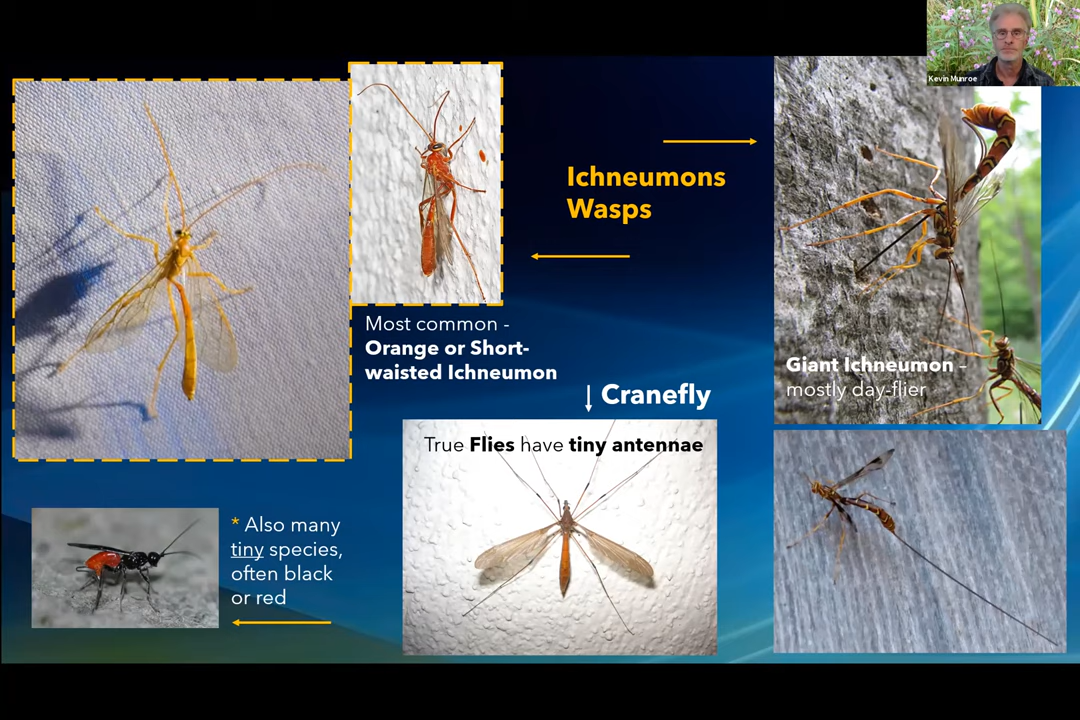 Kevin Munroe
Ichneumons
Wasps
Most common -
Orange or Short-
waisted Ichneumon
Giant Ichneumon –
mostly day-flier
↓ Cranefly
True Flies have tiny antennae
* Also many
tiny species,
often black
or red